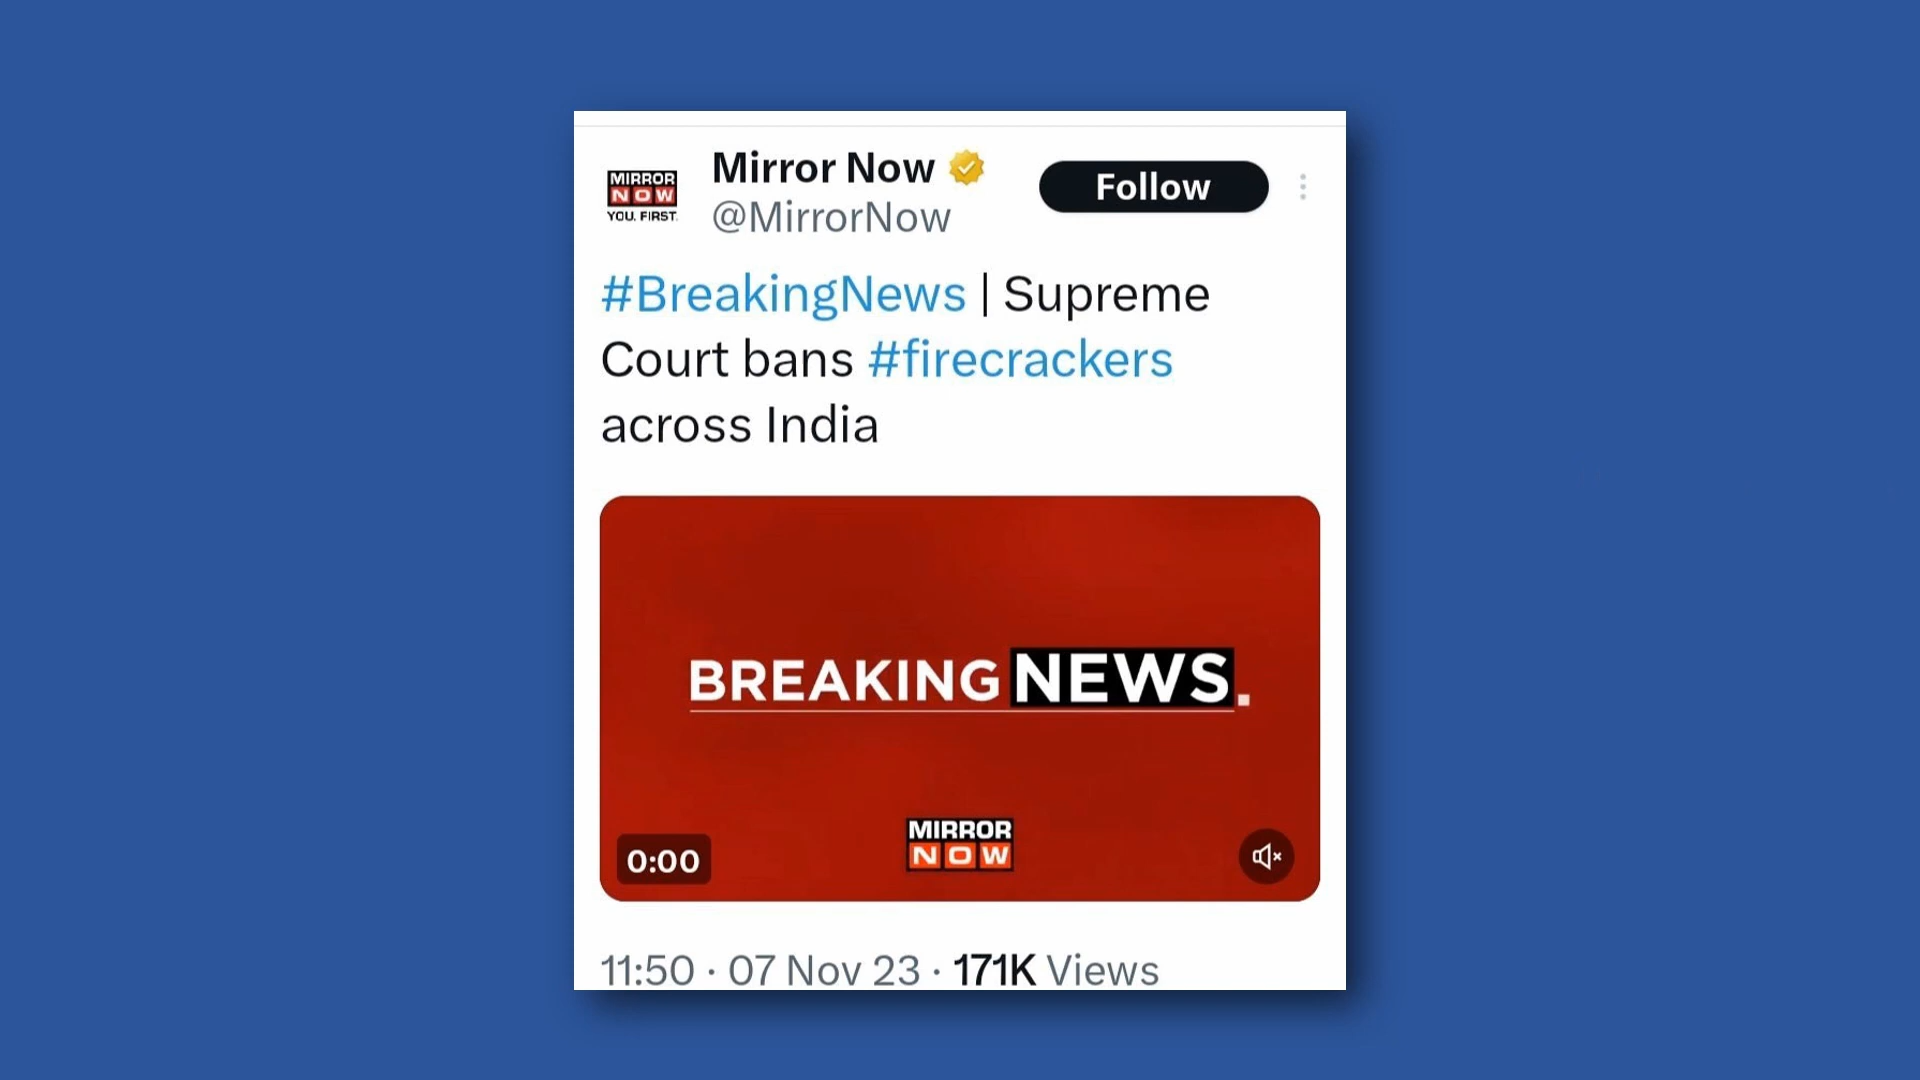 MIRROR
NOW
YOU. FIRST.
Mirror Now
@MirrorNow
Follow
#BreakingNews | Supreme
Court bans #firecrackers
across India
BREAKING NEWS.
MIRROR
NOW
0:00
11:50 · 07 Nov 23 · 171K Views